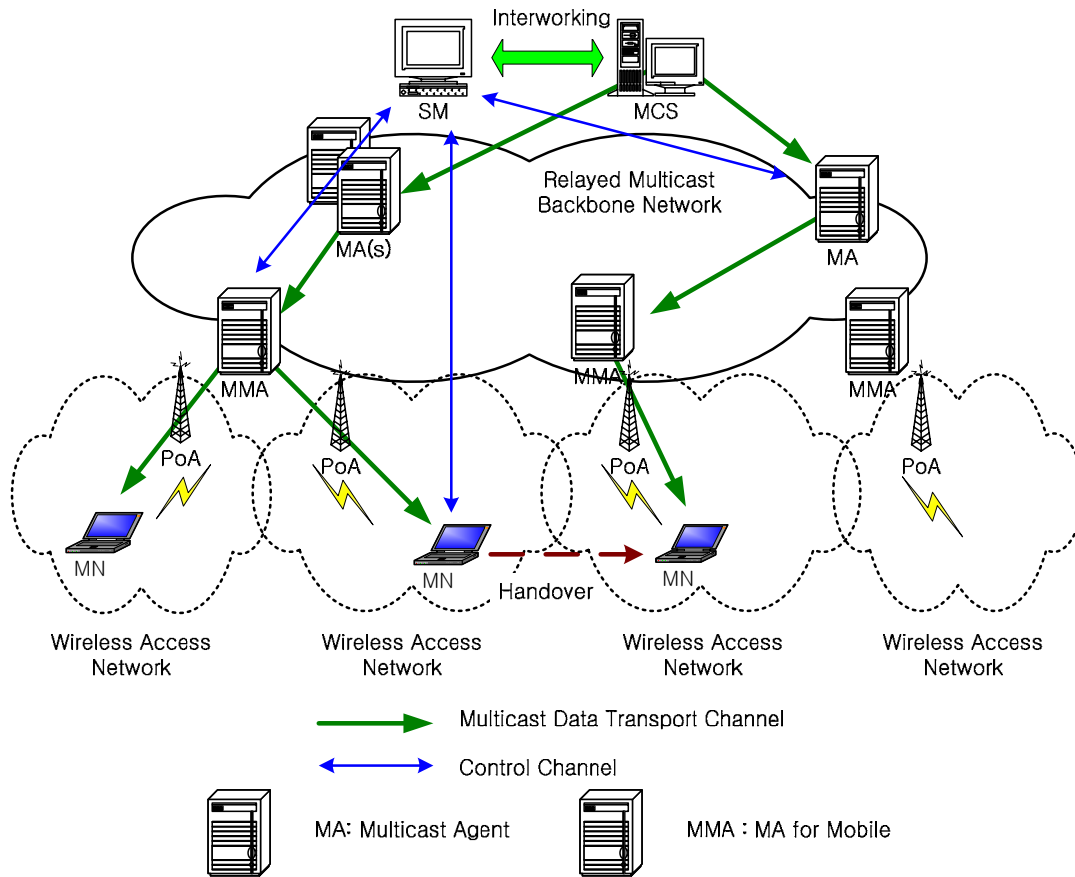 Interworking
SM
MCS
Relayed Multicast
Backbone Network
MA(s)
MA
MMA
MMA
MMA
PoA
PoA
PoA
PoA
MN
MN
MN
Handover
Wireless Access
Network
Wireless Access
Network
Wireless Access
Network
Wireless Access
Network
Multicast Data Transport Channel
Control Channel
MA: Multicast Agent
MMA : MA for Mobile